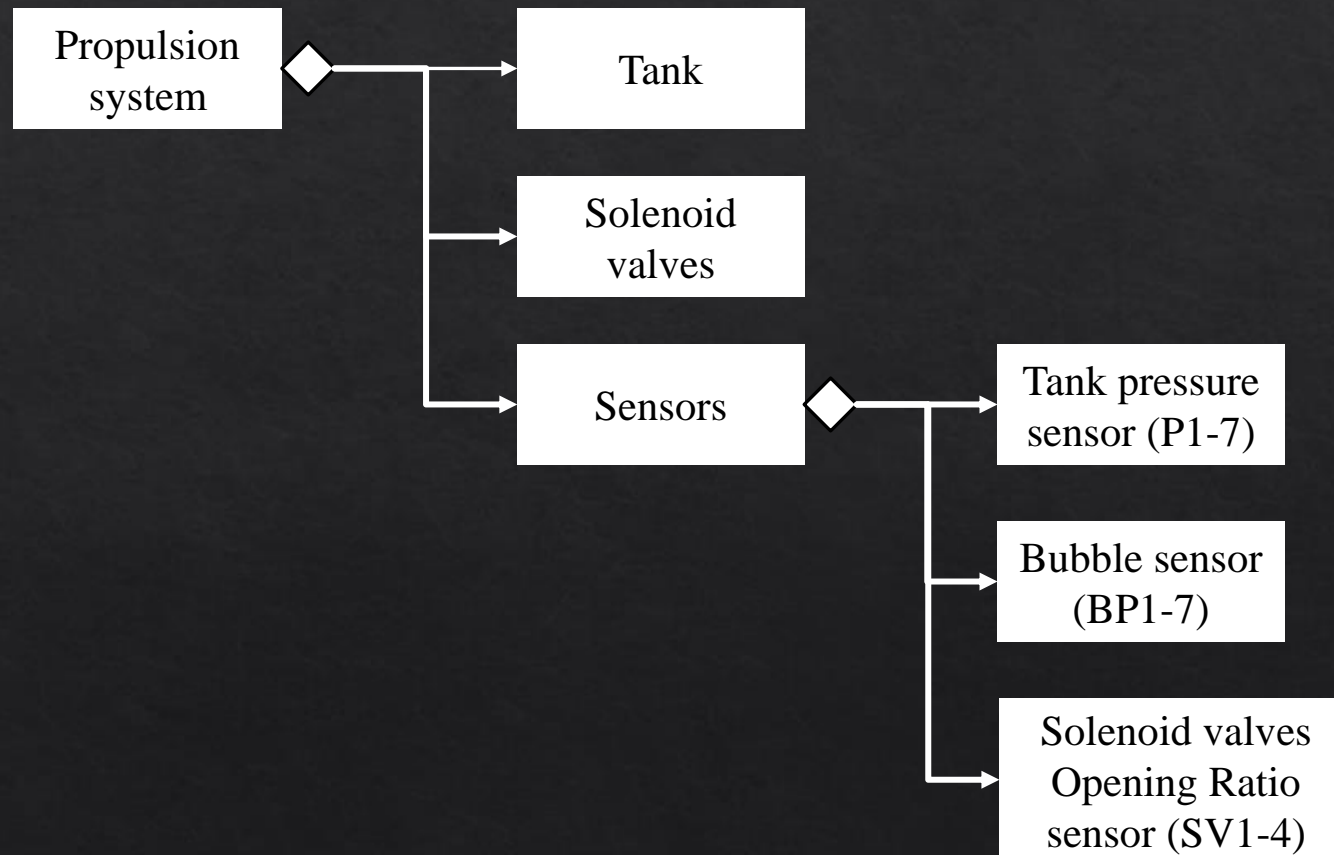 Propulsion
system
Tank
Solenoid
valves
Sensors
Tank pressure
sensor (P1-7)
Bubble sensor
(BP1-7)
Solenoid valves
Opening Ratio
sensor (SV1-4)